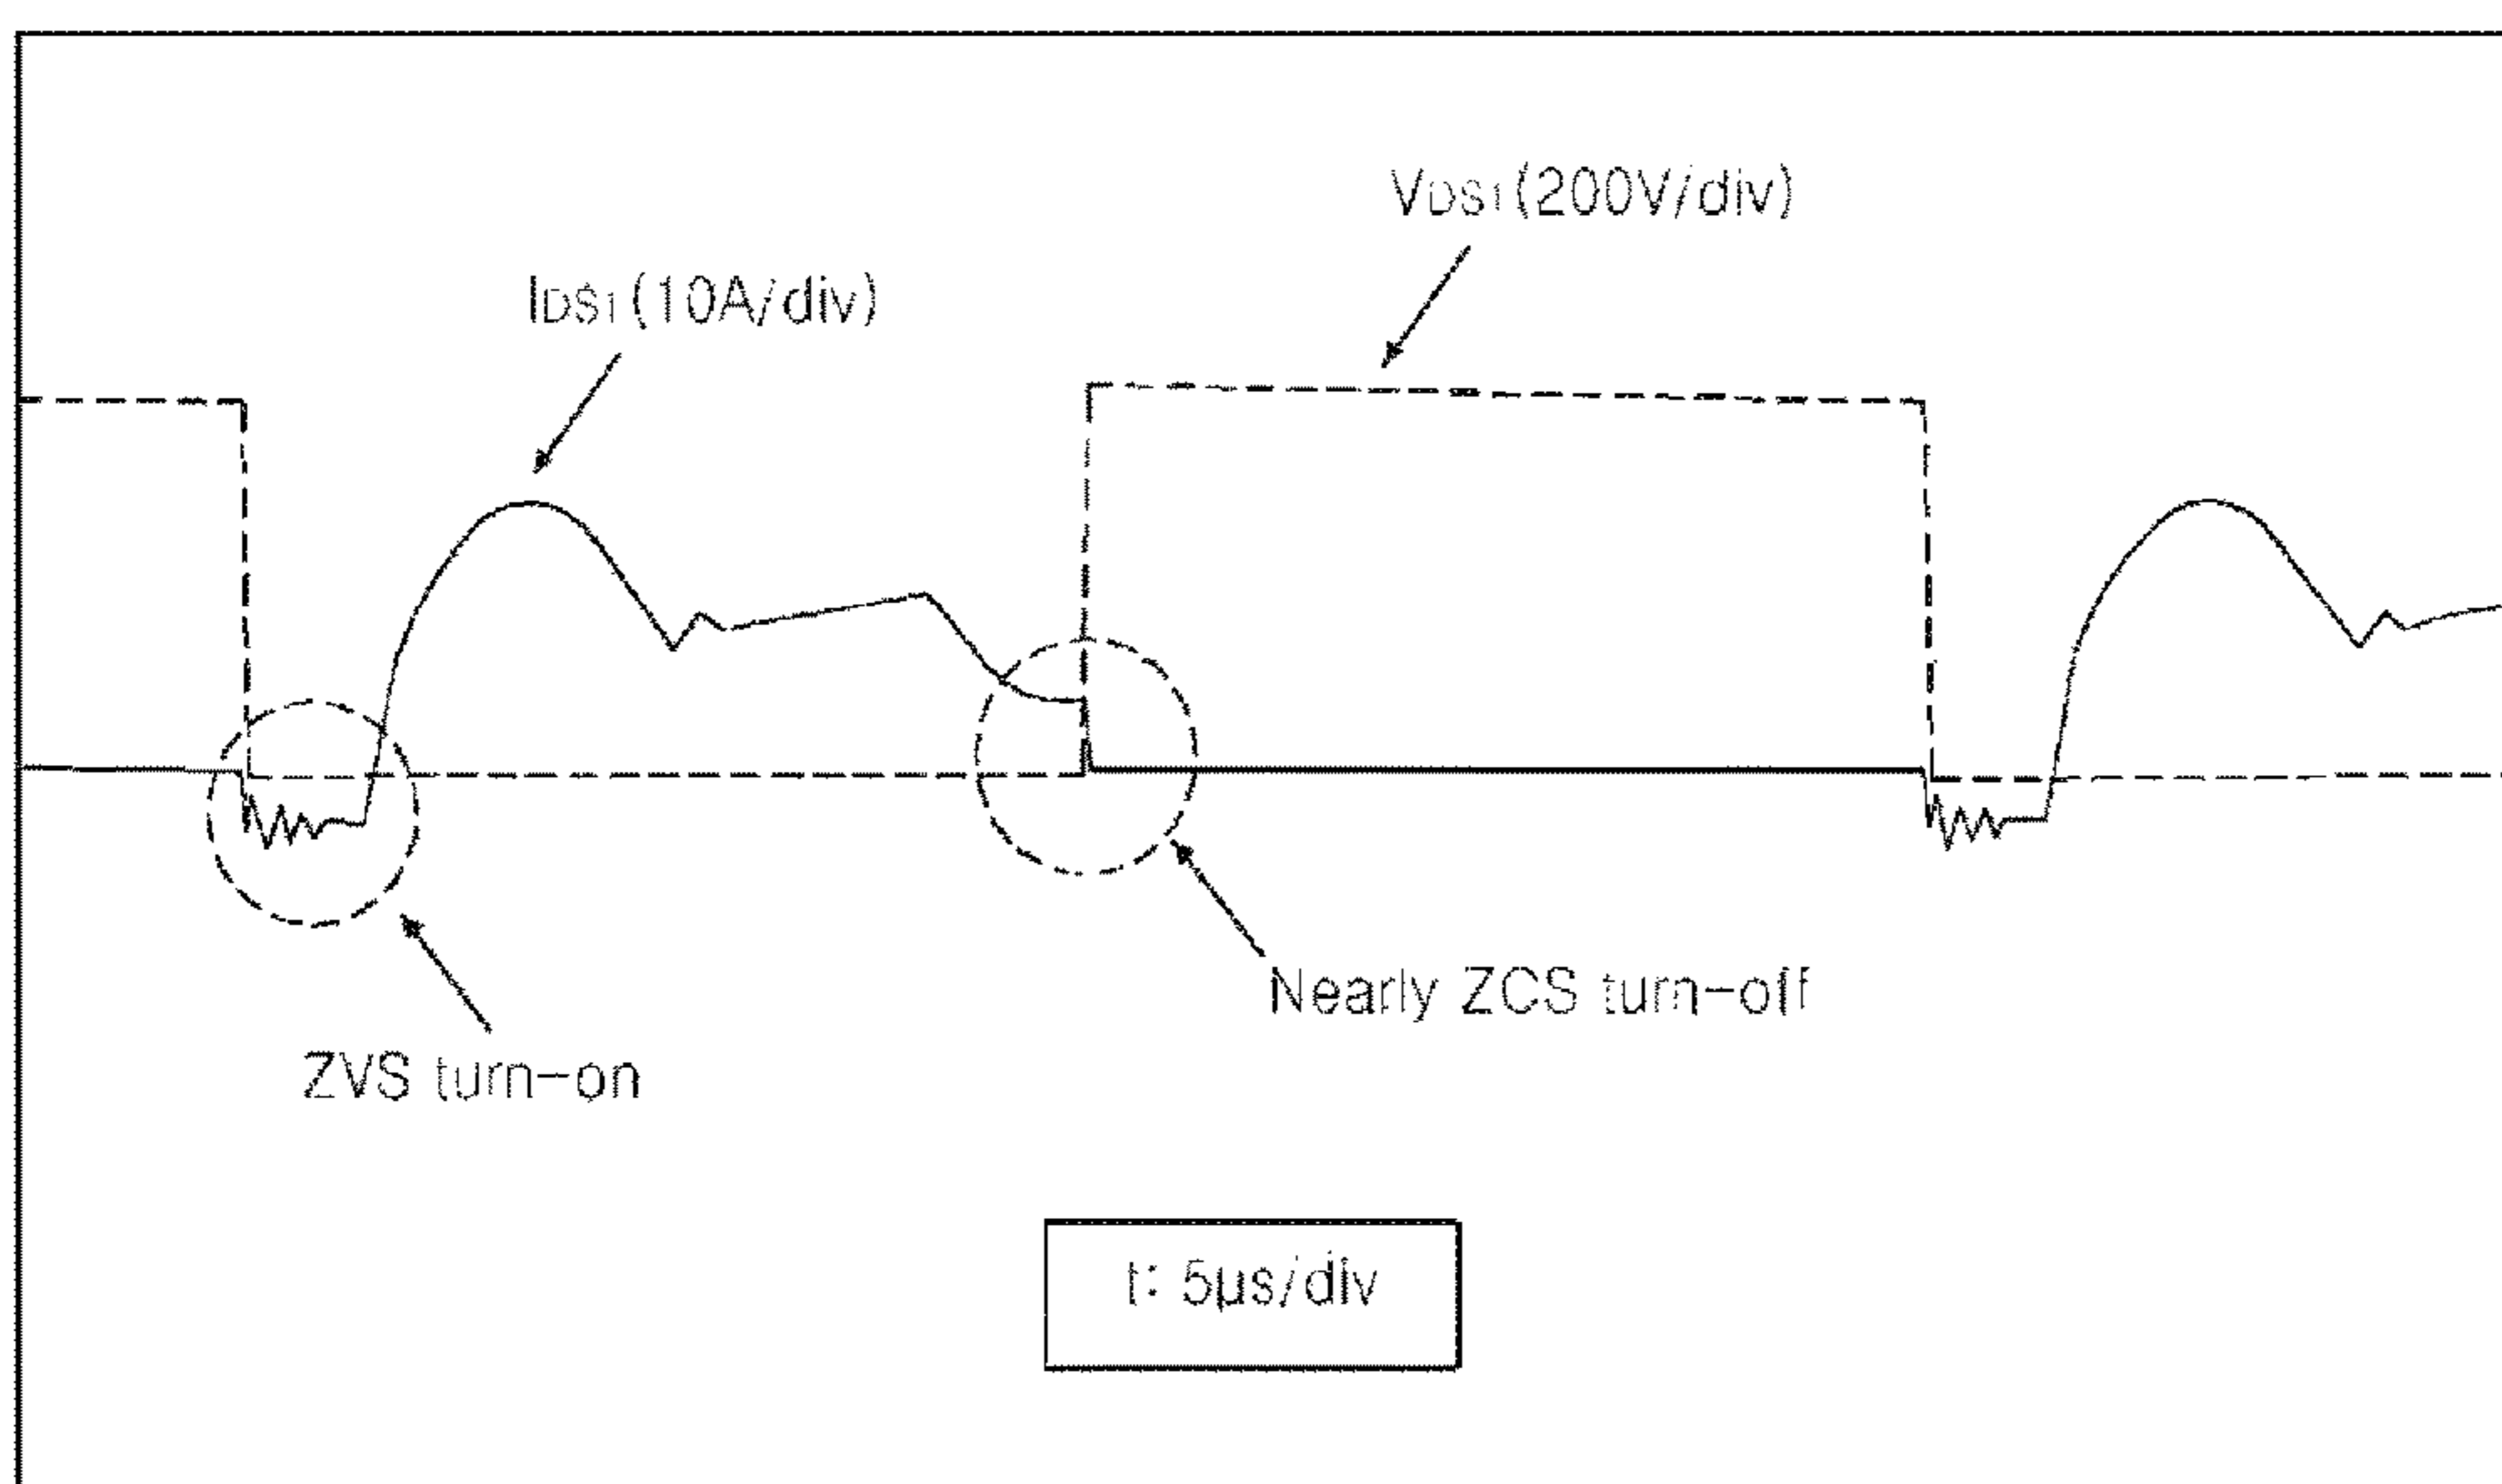 VDS1(200V/div)
IDS1(10A/div)
Nearly ZCS turn-off
ZVS turn-on
t: 5μs/div